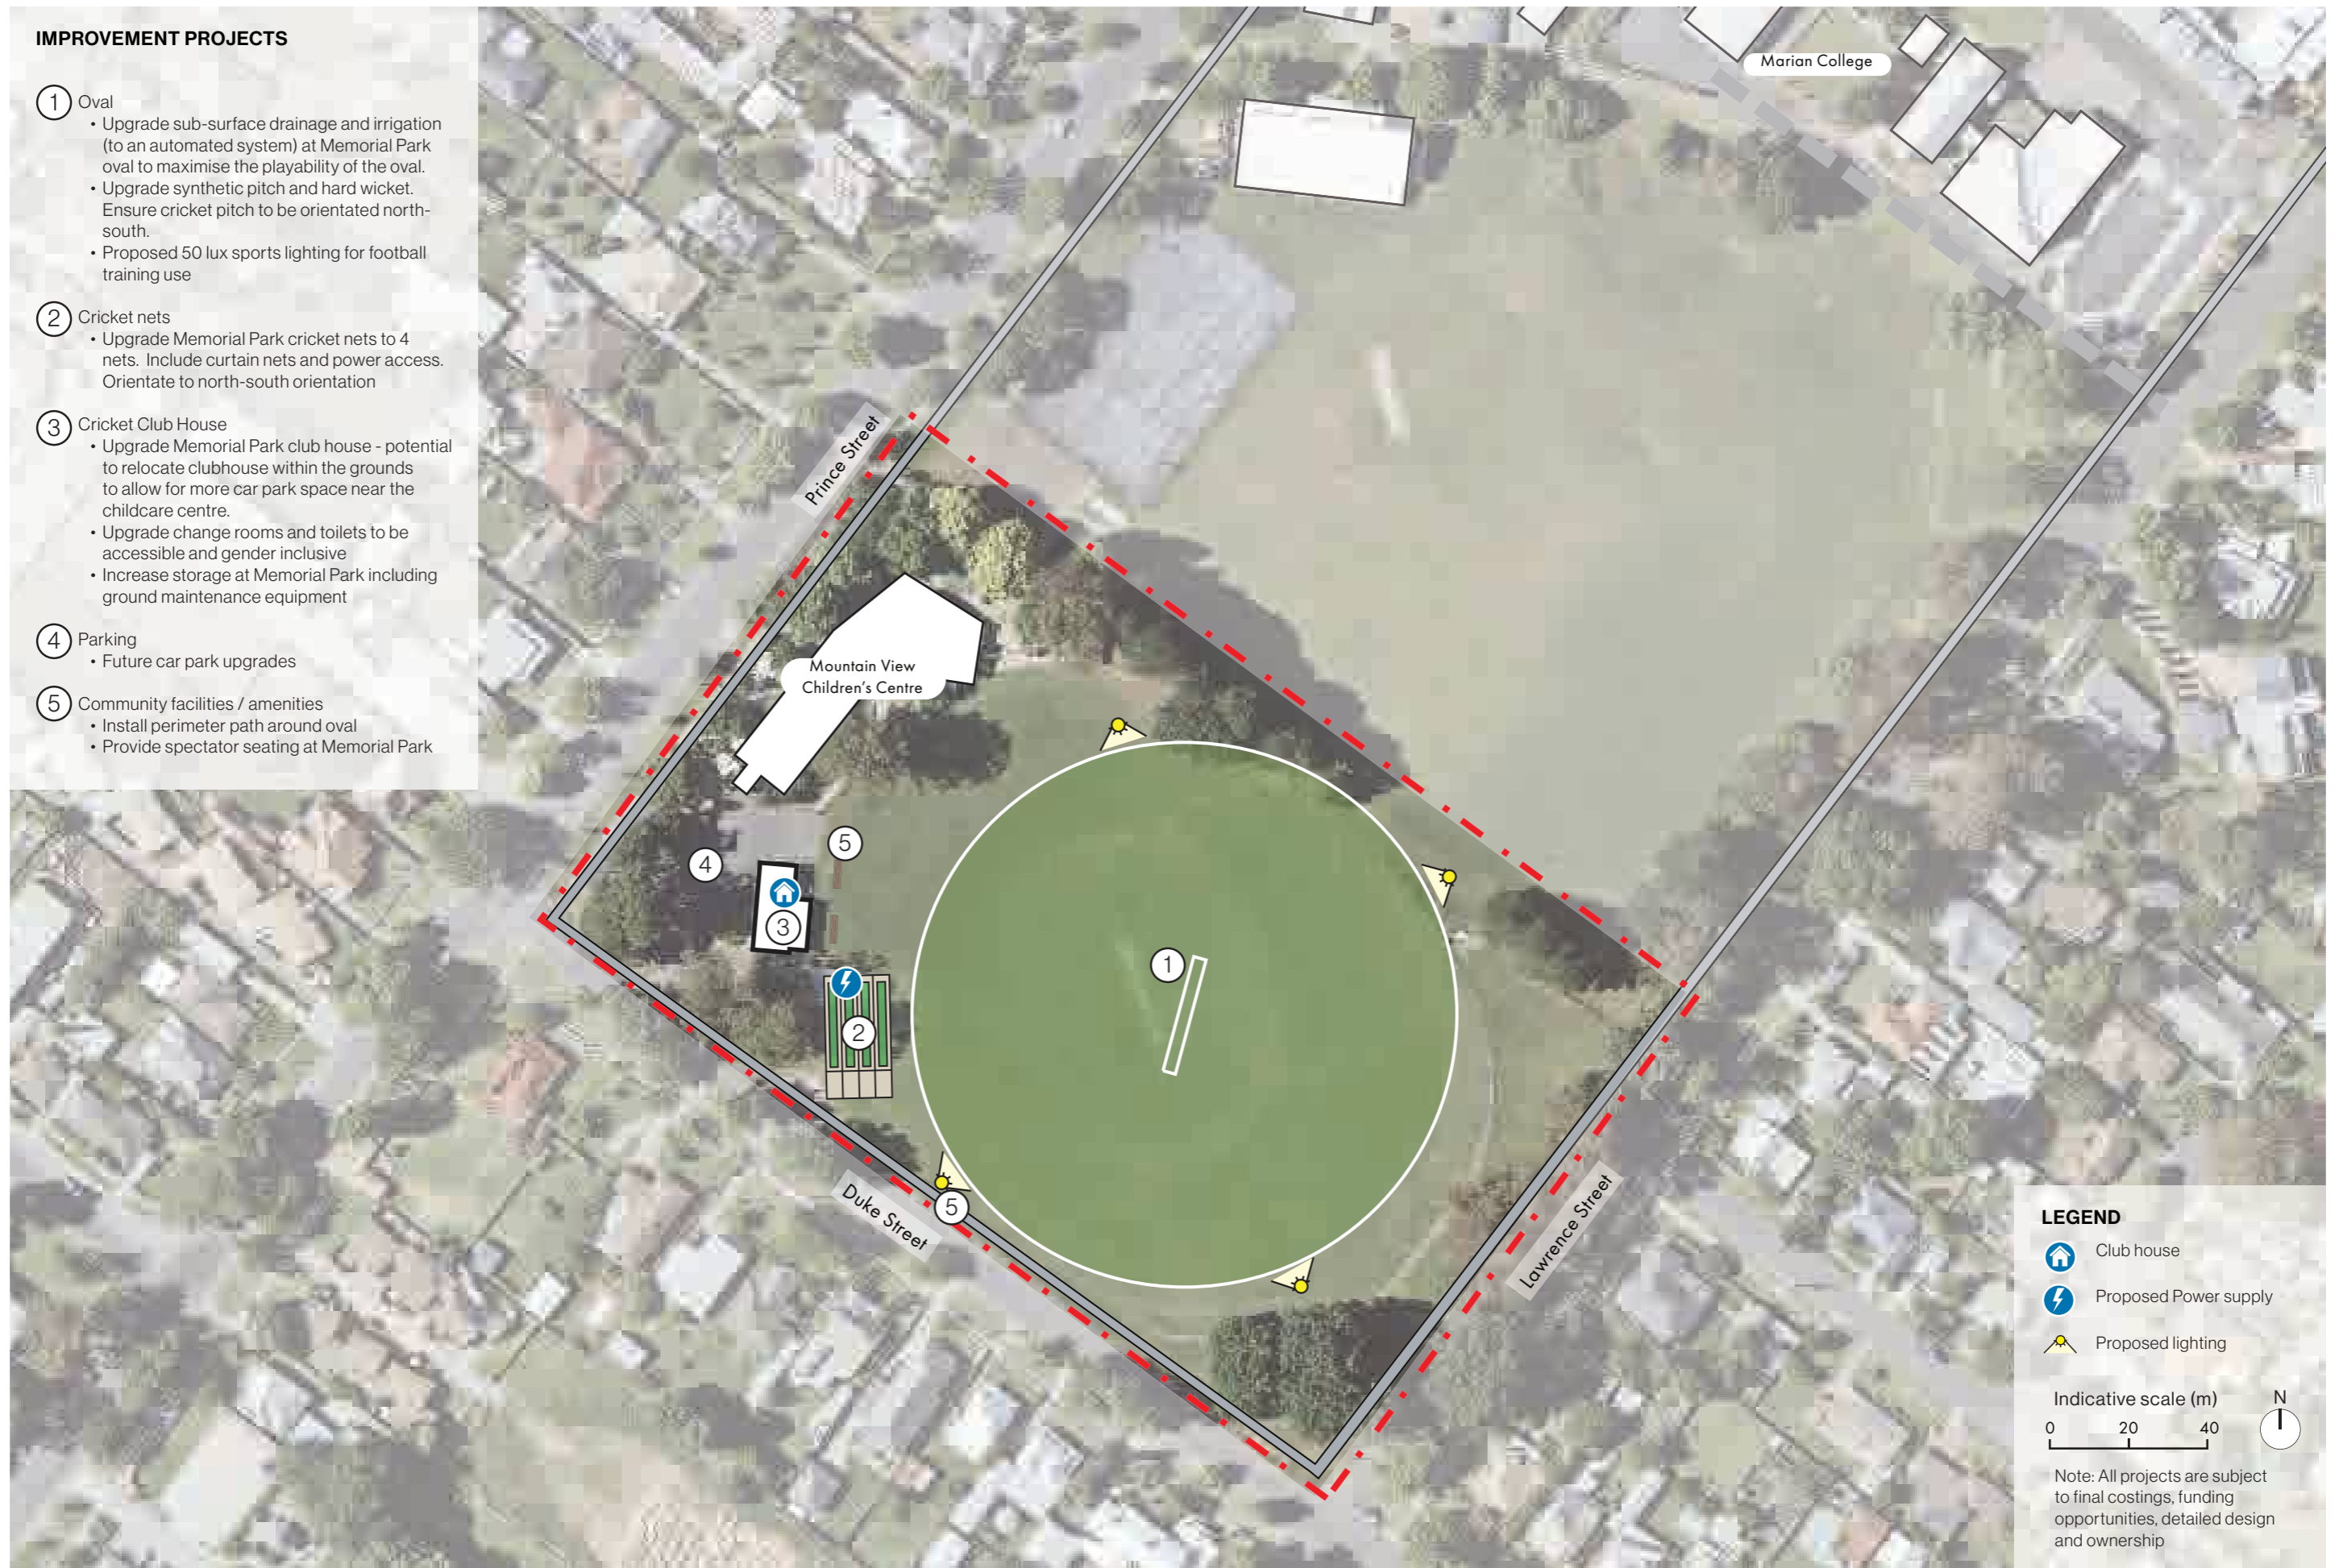 IMPROVEMENT PROJECTS
1 Oval
• Upgrade sub-surface drainage and irrigation
(to an automated system) at Memorial Park
oval to maximise the playability of the oval.
• Upgrade synthetic pitch and hard wicket.
Ensure cricket pitch to be orientated north-
south.
• Proposed 50 lux sports lighting for football
training use
2 Cricket nets
• Upgrade Memorial Park cricket nets to 4
nets. Include curtain nets and power access.
Orientate to north-south orientation
3 Cricket Club House
• Upgrade Memorial Park club house - potential
to relocate clubhouse within the grounds
to allow for more car park space near the
childcare centre.
• Upgrade change rooms and toilets to be
accessible and gender inclusive
• Increase storage at Memorial Park including
ground maintenance equipment
4 Parking
• Future car park upgrades
5 Community facilities / amenities
• Install perimeter path around oval
• Provide spectator seating at Memorial Park
Marian College
Prince Street
Mountain View
Children's Centre
5
4
3
1
2
5
Duke Street
Lawrence Street
LEGEND
Club house
Proposed Power supply
Proposed lighting
Indicative scale (m)
N
0 20 40
Note: All projects are subject
to final costings, funding
opportunities, detailed design
and ownership